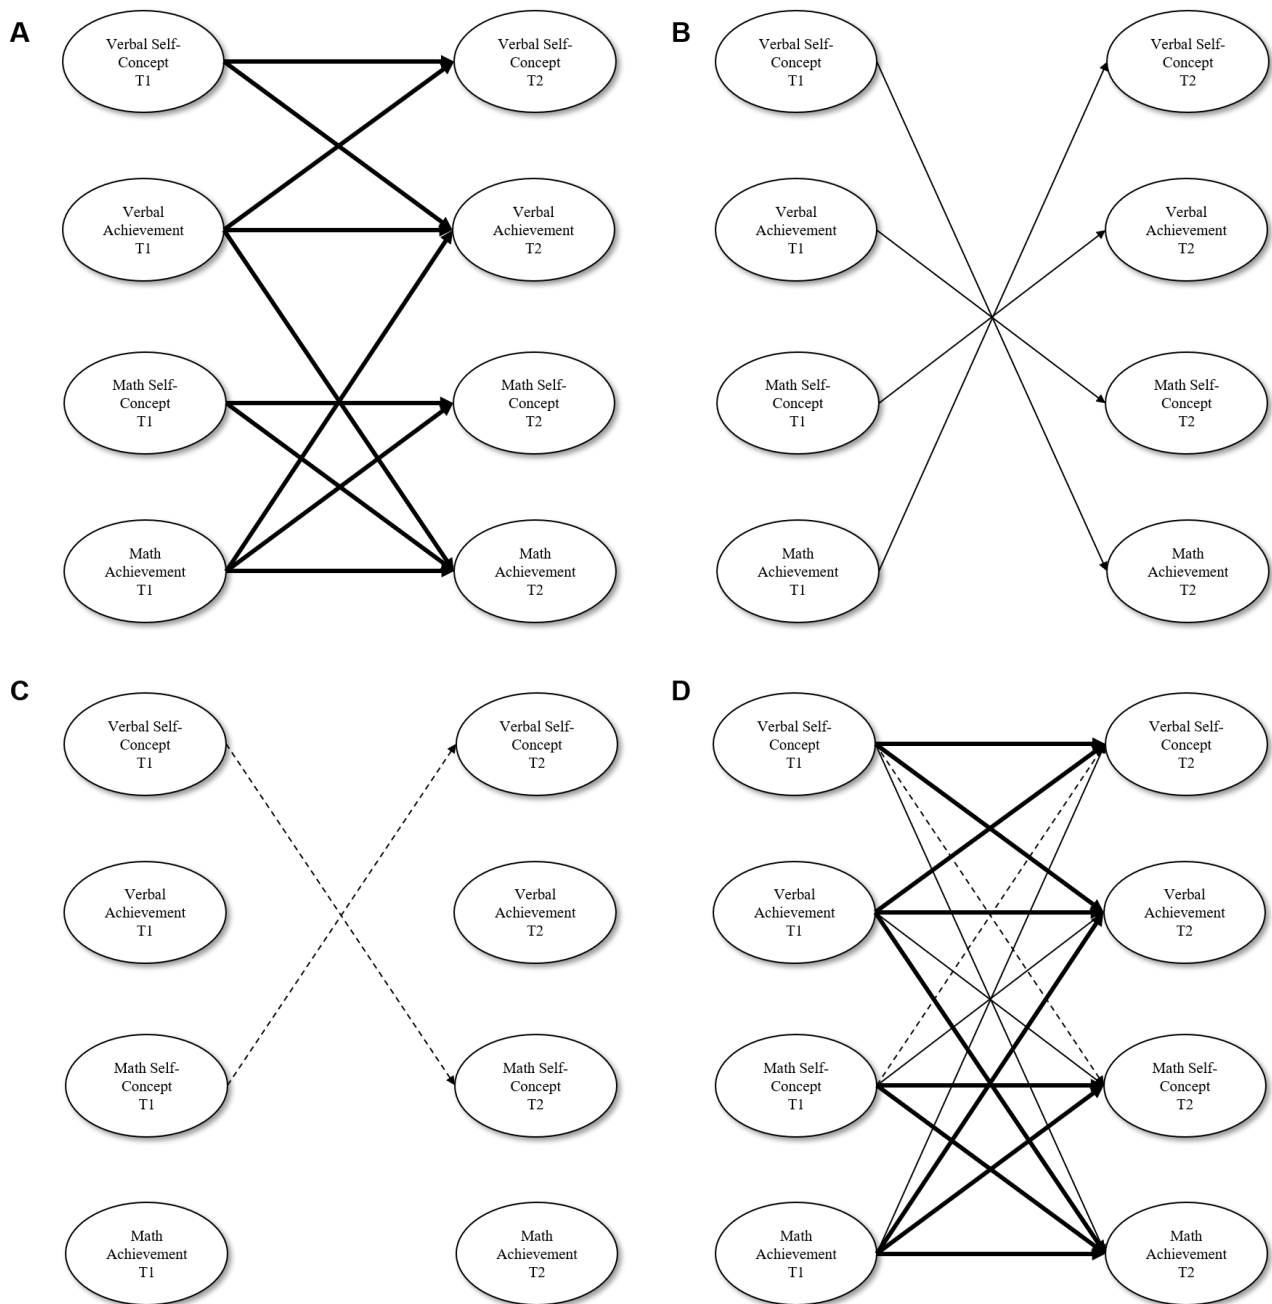 A
Verbal Self-
Concept
T1
Verbal Self-
Concept
T2
Verbal
Achievement
T1
Verbal
Achievement
T2
Math Self-
Concept
T1
Math Self-
Concept
T2
Math
Achievement
T1
Math
Achievement
T2
B
Verbal Self-
Concept
T1
Verbal Self-
Concept
T2
Verbal
Achievement
T1
Verbal
Achievement
T2
Math Self-
Concept
T1
Math Self-
Concept
T2
Math
Achievement
T1
Math
Achievement
T2
C
Verbal Self-
Concept
T1
Verbal Self-
Concept
T2
Verbal
Achievement
T1
Verbal
Achievement
T2
Math Self-
Concept
T1
Math Self-
Concept
T2
Math
Achievement
T1
Math
Achievement
T2
D
Verbal Self-
Concept
T1
Verbal Self-
Concept
T2
Verbal
Achievement
T1
Verbal
Achievement
T2
Math Self-
Concept
T1
Math Self-
Concept
T2
Math
Achievement
T1
Math
Achievement
T2